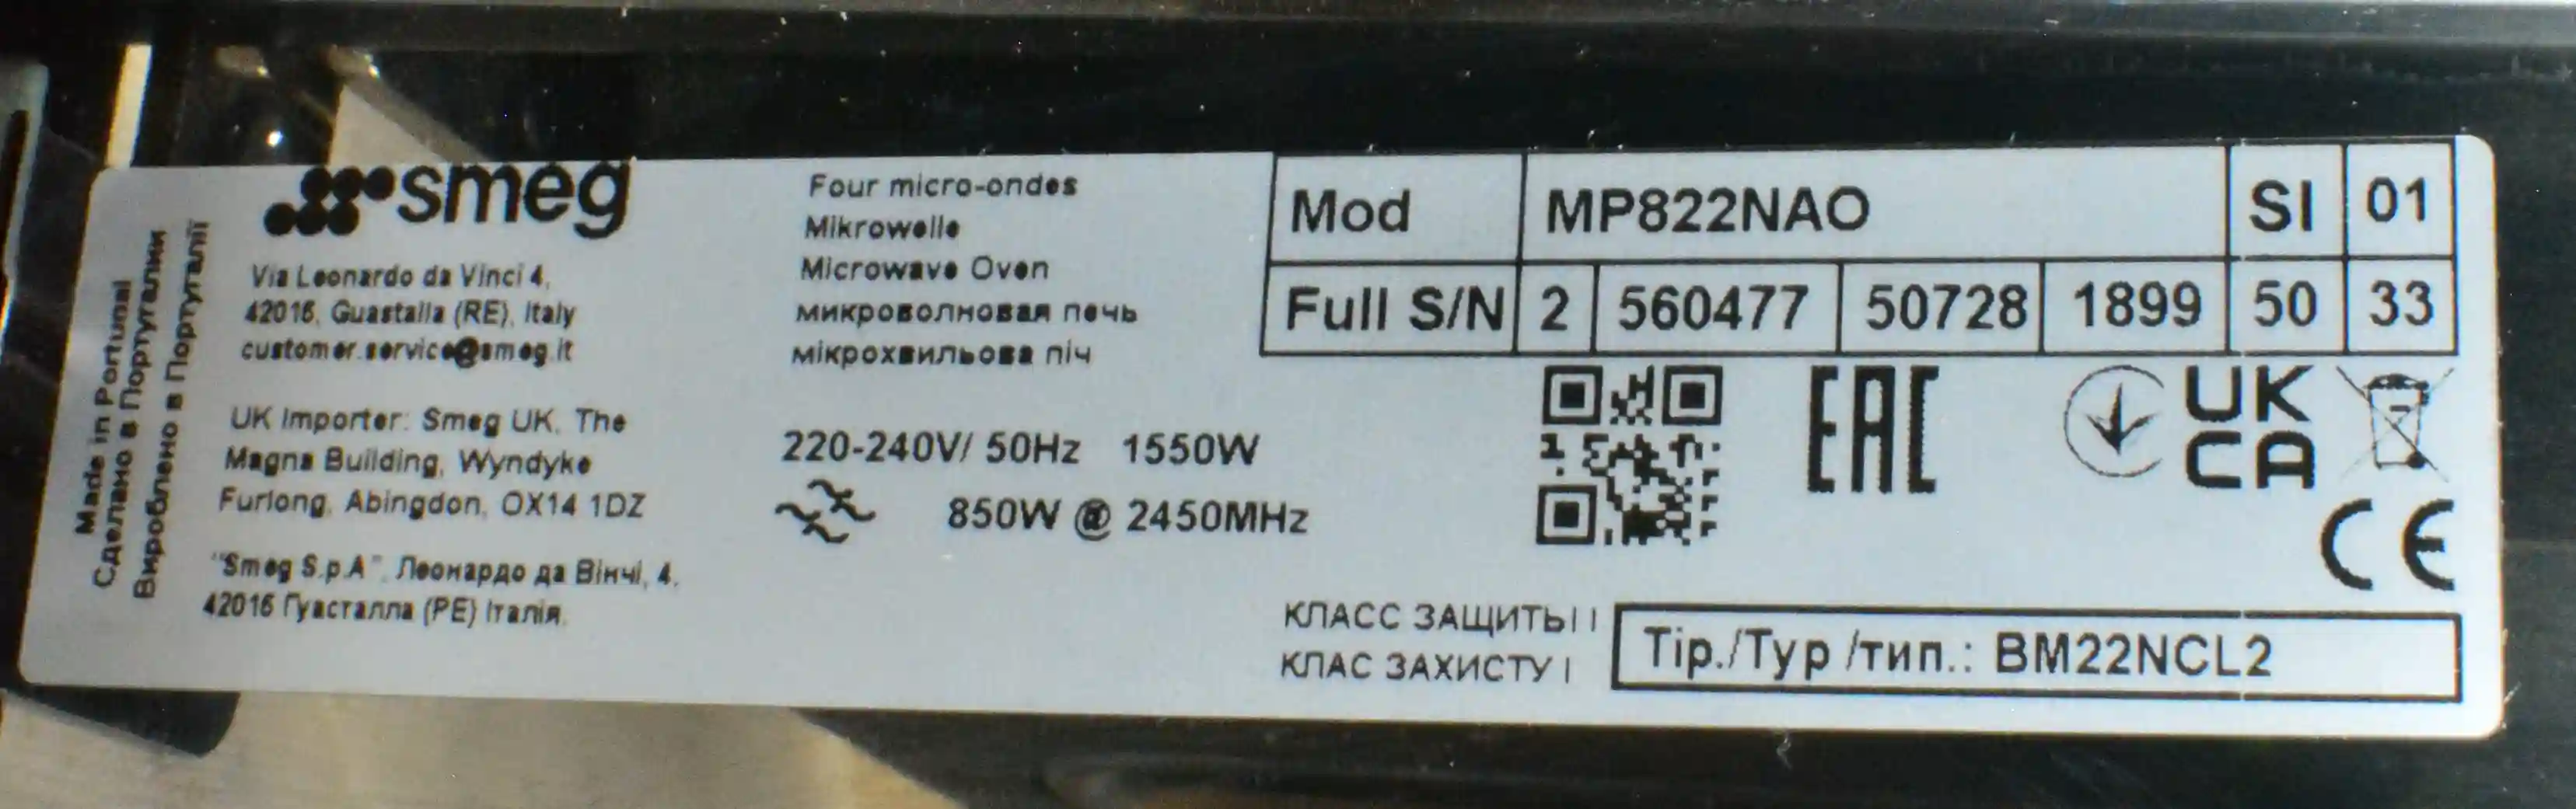 Made in Portugal
Сделано в Португалии
Вироблено в Португалії
smeg
Via Leonardo da Vinci 4,
42016, Guastalla (RE), Italy
customer.service@smeg.it
UK Importer: Smeg UK, The
Magna Building, Wyndyke
Furlong, Abingdon, OX14 1DZ
"Smeg S.p.A", Леонардо да Вінчі, 4,
42016 Гуасталла (РЕ) Італія.
Four micro-ondes
Mikrowelle
Microwave Oven
микроволновая печь
мікрохвильова піч
220-240V/ 50Hz 1550W
850W @ 2450MHz
Mod MP822NAO SI 01
Full S/N 2 560477 50728 1899 50 33
EAC
UK
CA
CE
КЛАСС ЗАЩИТЫ I
КЛАС ЗАХИСТУ I
Tip./Typ /тип.: BM22NCL2